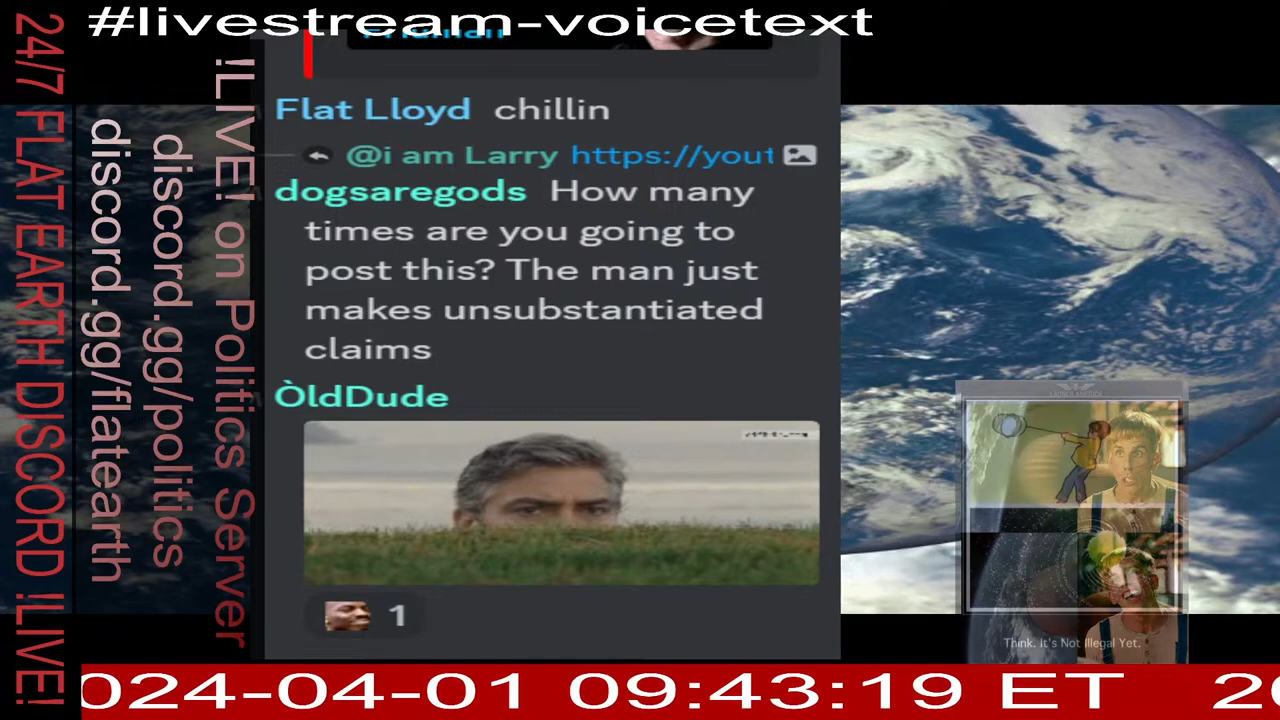 #livestream-voicetext
24/7 FLAT EARTH DISCORD !LIVE!
discord.gg/flatearth
discord.gg/politics
!LIVE! on Politics Server
Flat Lloyd chillin
@i am Larry https://yout
dogsaregods How many
times are you going to
post this? The man just
makes unsubstantiated
claims
ÒldDude
1
Think. It's Not Illegal Yet.
024-04-01 09:43:19 ET 20